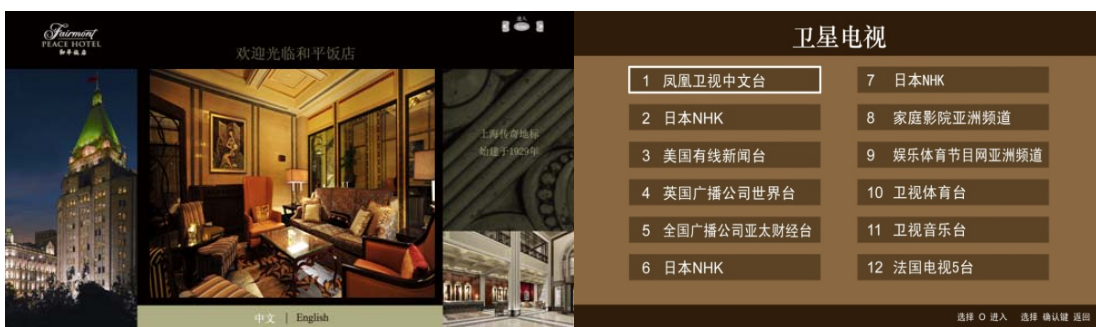 Fairmont
PEACE HOTEL
和平饭店
进入
欢迎光临和平饭店
上海传奇地标
始建于1929年
中文 | English
卫星电视
1 凤凰卫视中文台
2 日本NHK
3 美国有线新闻台
4 英国广播公司世界台
5 全国广播公司亚太财经台
6 日本NHK
7 日本NHK
8 家庭影院亚洲频道
9 娱乐体育节目网亚洲频道
10 卫视体育台
11 卫视音乐台
12 法国电视5台
选择 O 进入 选择 确认键 返回